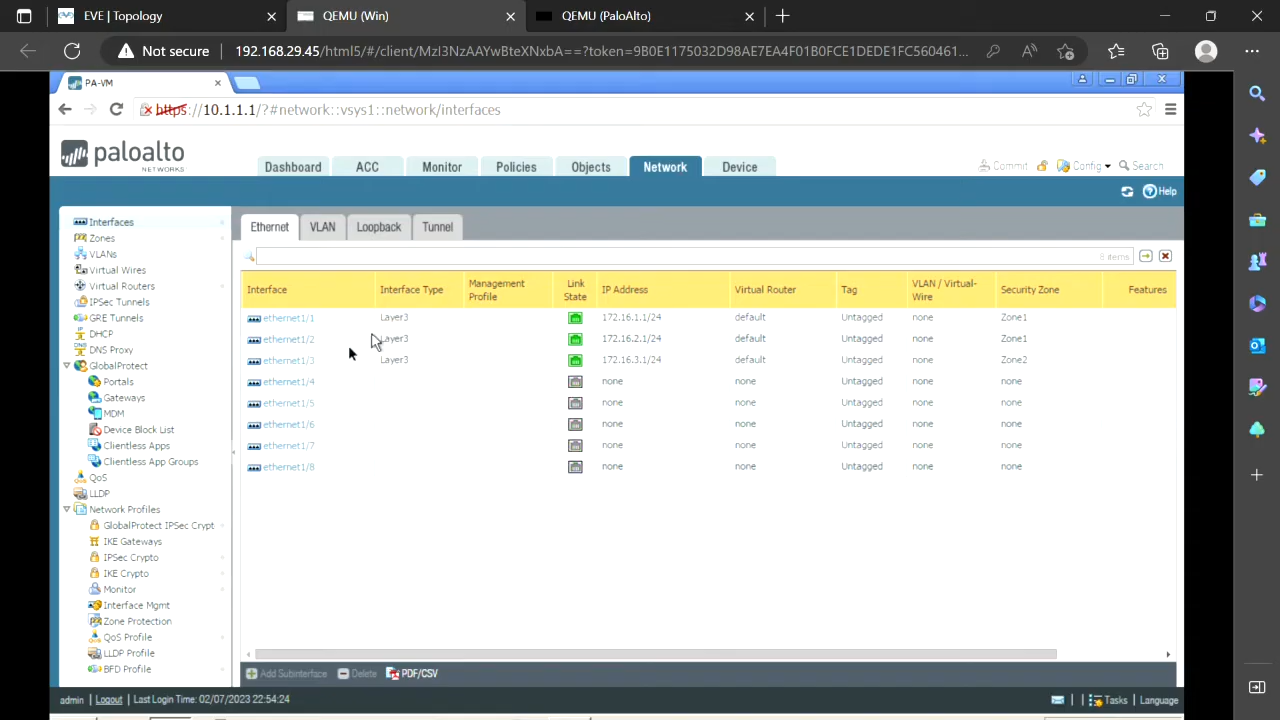 EVE | Topology
QEMU (Win)
QEMU (PaloAlto)
Not secure
192.168.29.45/html5/#/client/MzI3NzAAYwBteXNxbA==?token=9B0E1175032D98AE7EA4F01B0FCE1DEDE1FC560461...
PA-VM
https://10.1.1.1/?#network::vsys1::network/interfaces
paloalto
NETWORKS
Dashboard ACC Monitor Policies Objects Network Device
Commit Config Search
Help
Interfaces
Zones
VLANs
Virtual Wires
Virtual Routers
IPSec Tunnels
GRE Tunnels
DHCP
DNS Proxy
GlobalProtect
Portals
Gateways
MDM
Device Block List
Clientless Apps
Clientless App Groups
QoS
LLDP
Network Profiles
GlobalProtect IPSec Crypt
IKE Gateways
IPSec Crypto
IKE Crypto
Monitor
Interface Mgmt
Zone Protection
QoS Profile
LLDP Profile
BFD Profile
Ethernet VLAN Loopback Tunnel
8 items
Interface Interface Type Management Profile Link State IP Address Virtual Router Tag VLAN / Virtual-Wire Security Zone Features
ethernet1/1 Layer3 172.16.1.1/24 default Untagged none Zone1
ethernet1/2 Layer3 172.16.2.1/24 default Untagged none Zone1
ethernet1/3 Layer3 172.16.3.1/24 default Untagged none Zone2
ethernet1/4 none none Untagged none none
ethernet1/5 none none Untagged none none
ethernet1/6 none none Untagged none none
ethernet1/7 none none Untagged none none
ethernet1/8 none none Untagged none none
Add Subinterface Delete PDF/CSV
admin | Logout | Last Login Time: 02/07/2023 22:54:24
Tasks | Language